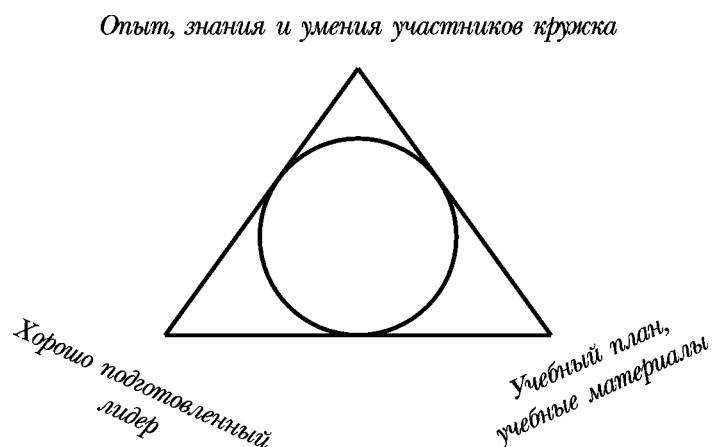 Опыт, знания и умения участников кружка
Хорошо подготовленный
лидер
Учебный план,
учебные материалы